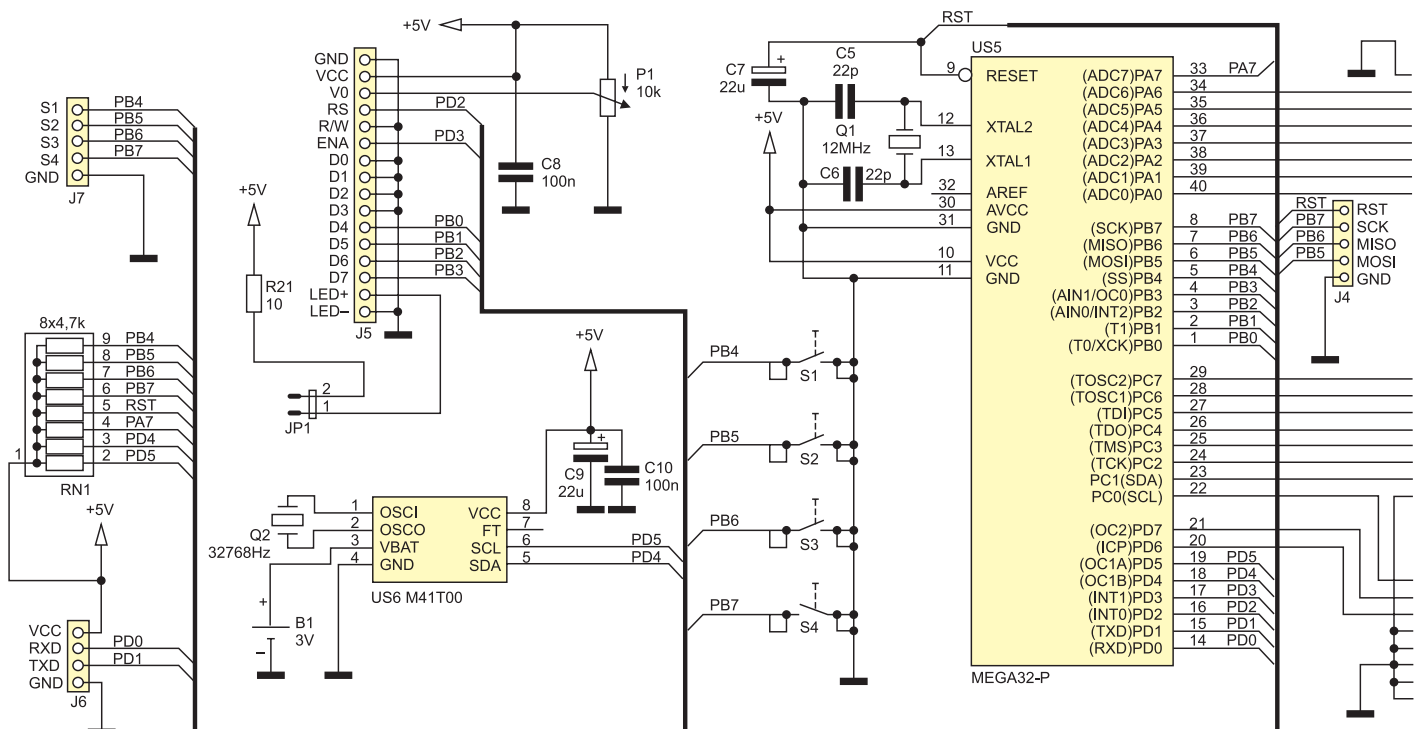 S1 PB4
S2 PB5
S3 PB6
S4 PB7
GND
J7
+5V
GND
VCC
V0
RS PD2
R/W
ENA PD3
D0
D1
D2
D3
D4 PB0
D5 PB1
D6 PB2
D7 PB3
LED+
LED–
J5
P1
10k
C8
100n
+5V
R21
10
2
1
JP1
8x4,7k
9 PB4
8 PB5
7 PB6
6 PB7
5 RST
4 PA7
3 PD4
1 2 PD5
RN1
+5V
VCC
RXD PD0
TXD PD1
GND
J6
+5V
C9
22u
C10
100n
Q2
32768Hz
1 OSCI VCC 8
2 OSCO FT 7
3 VBAT SCL 6 PD5
4 GND SDA 5 PD4
US6 M41T00
B1
3V
+
–
PB4
S1
PB5
S2
PB6
S3
PB7
S4
RST
C7
22u
+
C5
22p
+5V
Q1
12MHz
C6 22p
US5
9 RESET
12 XTAL2
13 XTAL1
32 AREF
30 AVCC
31 GND
10 VCC
11 GND
(ADC7)PA7 33 PA7
(ADC6)PA6 34
(ADC5)PA5 35
(ADC4)PA4 36
(ADC3)PA3 37
(ADC2)PA2 38
(ADC1)PA1 39
(ADC0)PA0 40
(SCK)PB7 8 PB7
(MISO)PB6 7 PB6
(MOSI)PB5 6 PB5
(SS)PB4 5 PB4
(AIN1/OC0)PB3 4 PB3
(AIN0/INT2)PB2 3 PB2
(T1)PB1 2 PB1
(T0/XCK)PB0 1 PB0
(TOSC2)PC7 29
(TOSC1)PC6 28
(TDI)PC5 27
(TDO)PC4 26
(TMS)PC3 25
(TCK)PC2 24
PC1(SDA) 23
PC0(SCL) 22
(OC2)PD7 21
(ICP)PD6 20
(OC1A)PD5 19 PD5
(OC1B)PD4 18 PD4
(INT1)PD3 17 PD3
(INT0)PD2 16 PD2
(TXD)PD1 15 PD1
(RXD)PD0 14 PD0
MEGA32-P
RST RST
PB7 SCK
PB6 MISO
PB5 MOSI
GND
J4